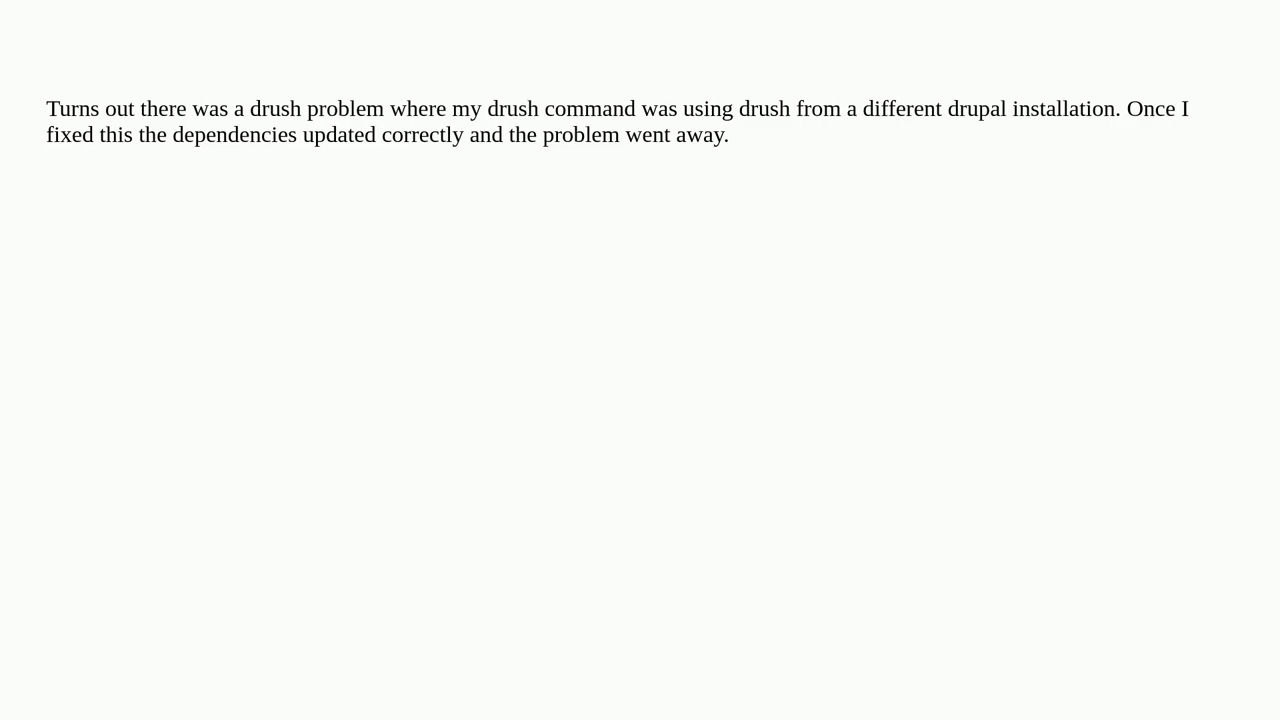 Turns out there was a drush problem where my drush command was using drush from a different drupal installation. Once I
fixed this the dependencies updated correctly and the problem went away.